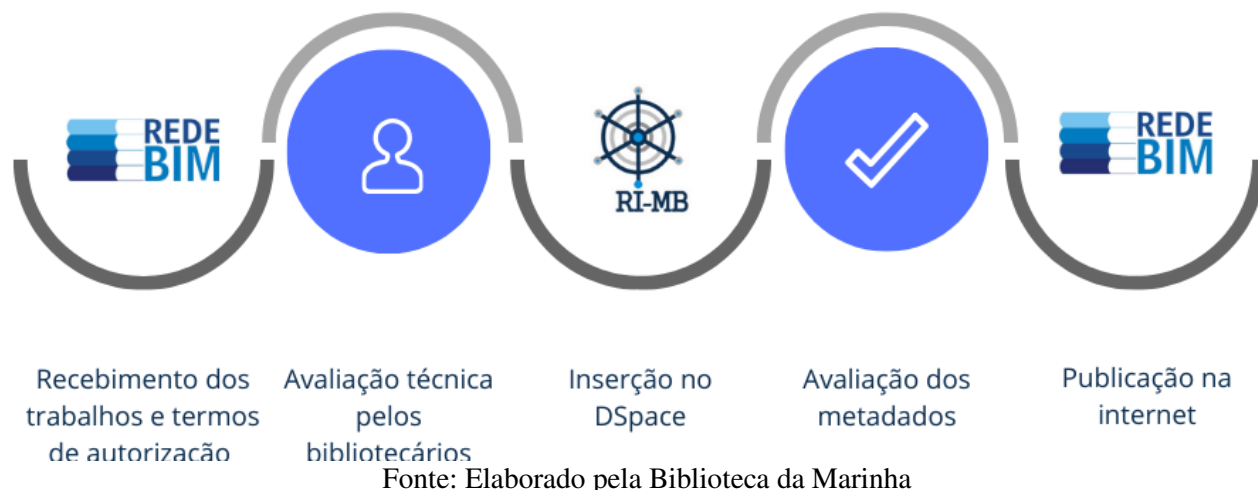 REDE
BIM
RI-MB
REDE
BIM
Recebimento dos
trabalhos e termos
de autorização
Avaliação técnica
pelos
bibliotecários
Inserção no
DSpace
Avaliação dos
metadados
Publicação na
internet
Fonte: Elaborado pela Biblioteca da Marinha